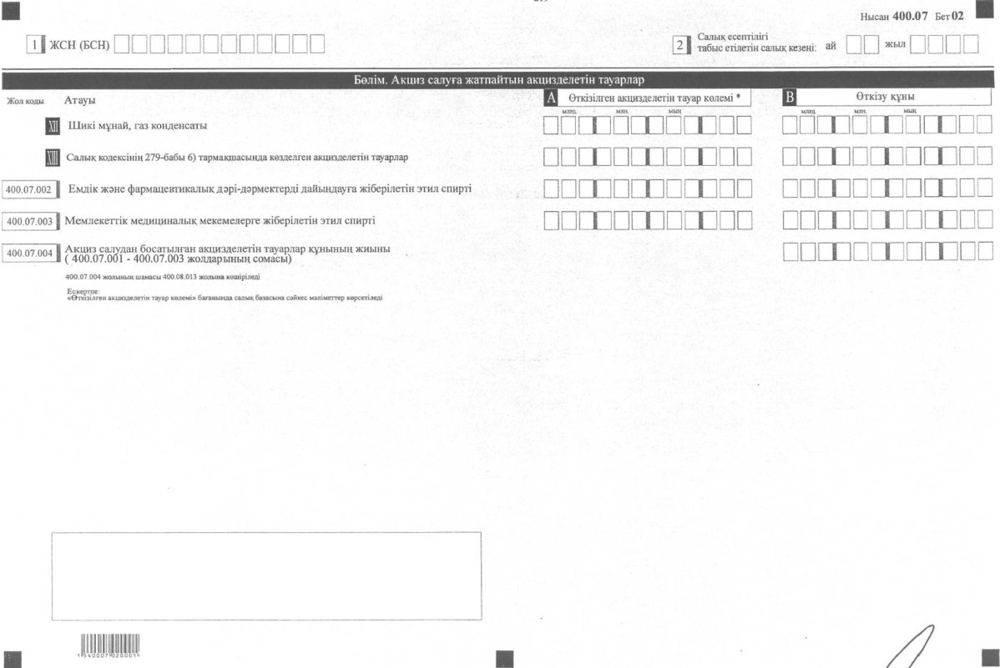 Нысан 400.07 Бет 02
1 ЖСН (БСН)
2 Салық есептілігі
табыс етілетін салық кезеңі: ай жыл
Бөлім. Акциз салуға жатпайтын акцизделетін тауарлар
Жол коды Атауы
A Өткізілген акцизделетін тауар көлемі *
B Өткізу құны
млрд. млн. мың млрд. млн. мың
XII Шикі мұнай, газ конденсаты
XIII Салық кодексінің 279-бабы 6) тармақшасында көзделген акцизделетін тауарлар
400.07.002 Емдік және фармацевтикалық дәрі-дәрмектерді дайындауға жіберілетін этил спирті
400.07.003 Мемлекеттік медициналық мекемелерге жіберілетін этил спирті
400.07.004 Акциз салудан босатылған акцизделетін тауарлар құнының жиыны
( 400.07.001 - 400.07.003 жолдарының сомасы)
400.07.004 жолының шамасы 400.08.013 жолына көшіріледі
Ескертпе:
«Өткізілген акцизделетін тауар көлемі» бағанында салық базасына сәйкес мәліметтер көрсетіледі